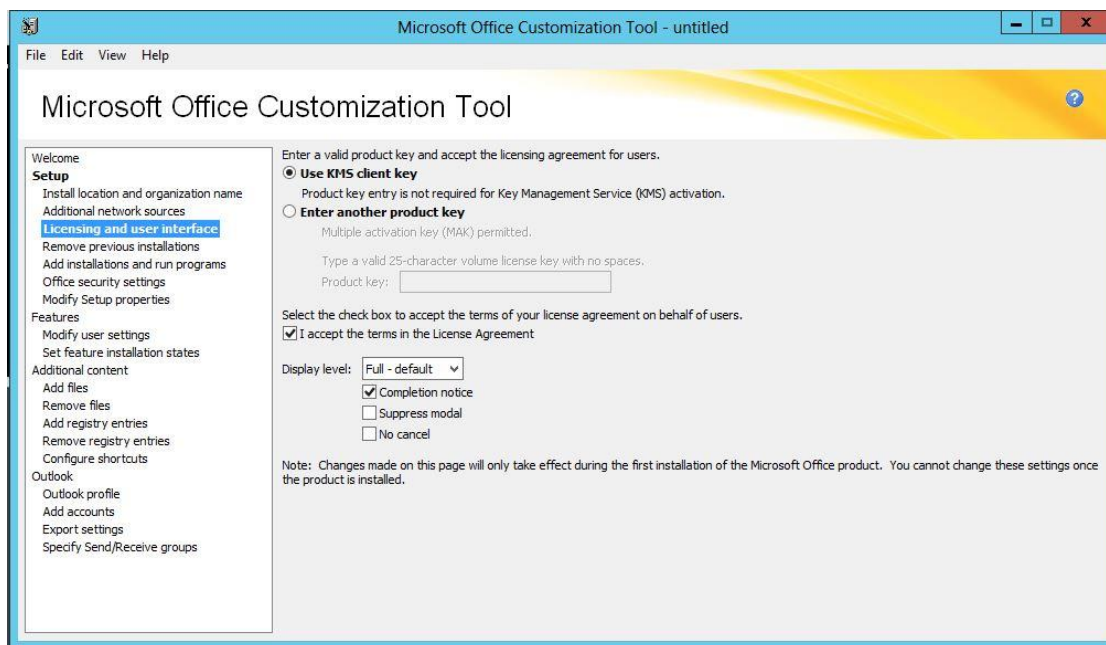 Microsoft Office Customization Tool - untitled
File Edit View Help
Microsoft Office Customization Tool
Welcome
Setup
Install location and organization name
Additional network sources
Licensing and user interface
Remove previous installations
Add installations and run programs
Office security settings
Modify Setup properties
Features
Modify user settings
Set feature installation states
Additional content
Add files
Remove files
Add registry entries
Remove registry entries
Configure shortcuts
Outlook
Outlook profile
Add accounts
Export settings
Specify Send/Receive groups
Enter a valid product key and accept the licensing agreement for users.
Use KMS client key
Product key entry is not required for Key Management Service (KMS) activation.
Enter another product key
Multiple activation key (MAK) permitted.
Type a valid 25-character volume license key with no spaces.
Product key:
Select the check box to accept the terms of your license agreement on behalf of users.
I accept the terms in the License Agreement
Display level: Full - default
Completion notice
Suppress modal
No cancel
Note: Changes made on this page will only take effect during the first installation of the Microsoft Office product. You cannot change these settings once
the product is installed.